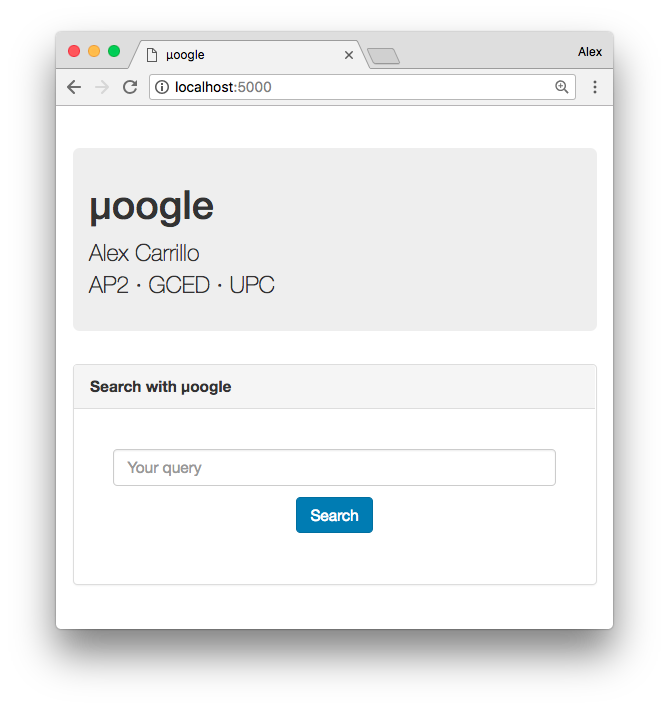 µoogle
Alex
localhost:5000
µoogle
Alex Carrillo
AP2 · GCED · UPC
Search with µoogle
Your query
Search